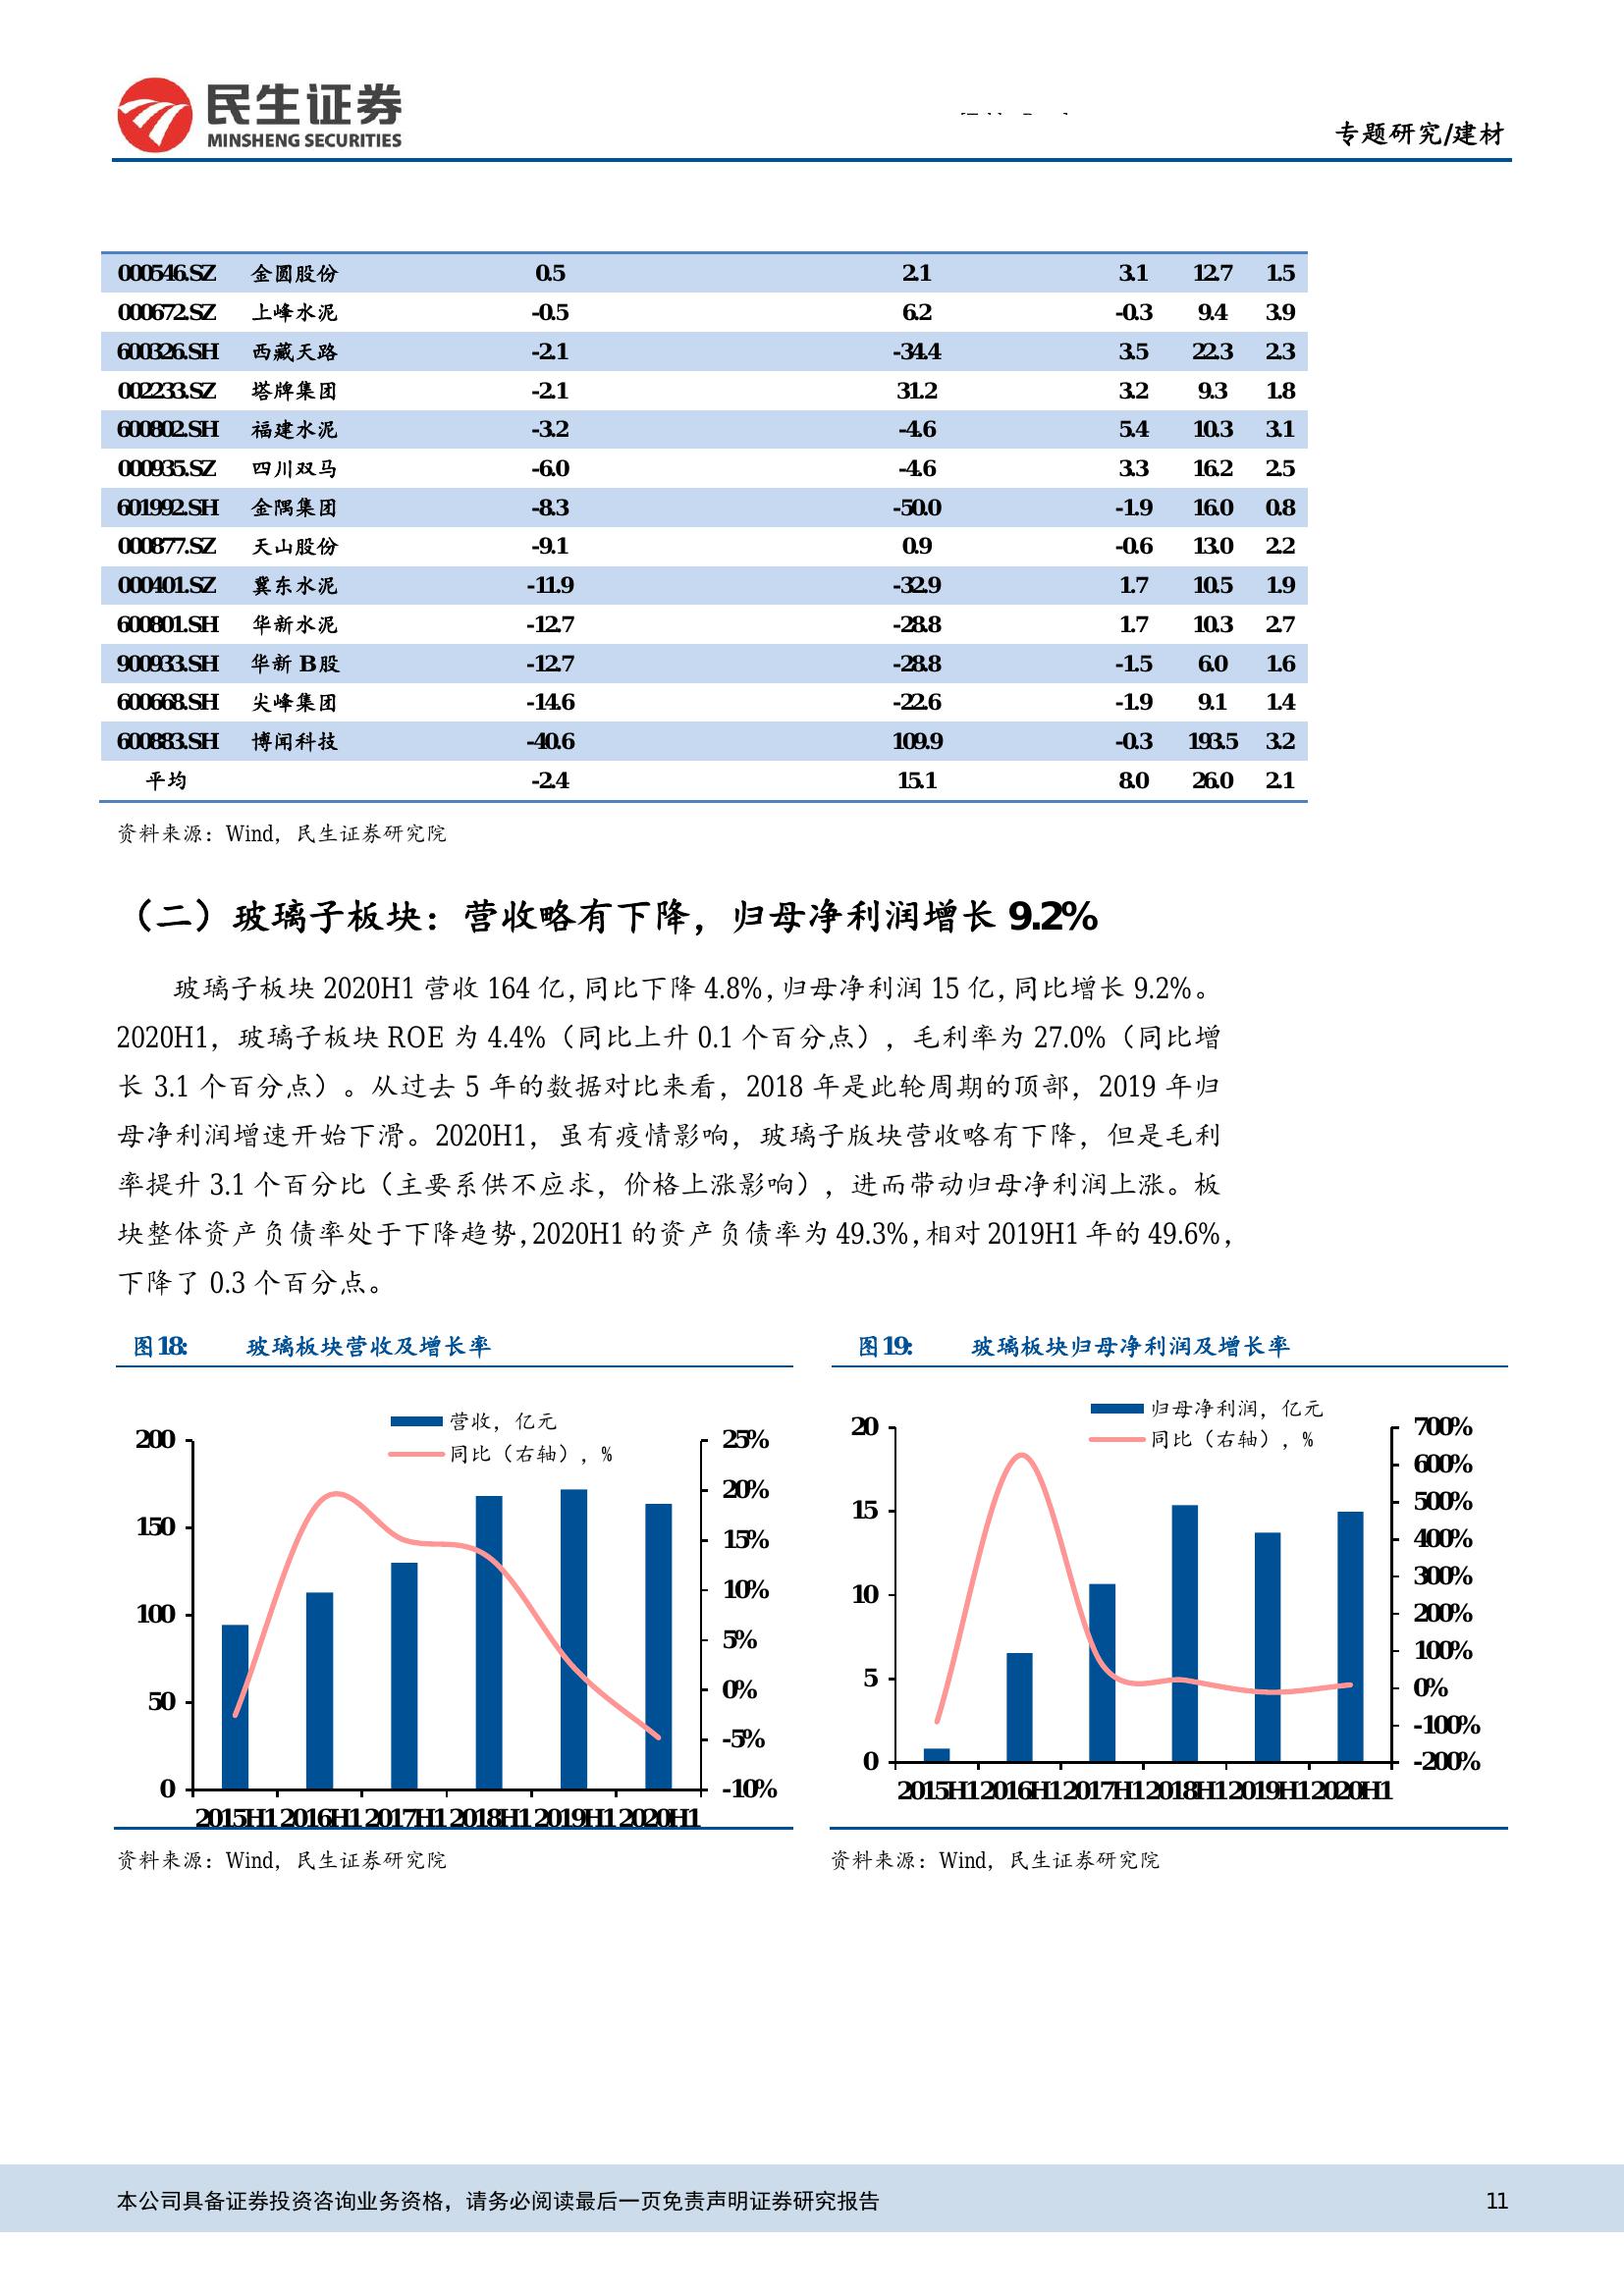 民生证券
MINSHENG SECURITIES
专题研究/建材
000546.SZ 金圆股份 0.5 2.1 3.1 12.7 1.5
000672.SZ 上峰水泥 -0.5 6.2 -0.3 9.4 3.9
600326.SH 西藏天路 -2.1 -34.4 3.5 22.3 2.3
002233.SZ 塔牌集团 -2.1 31.2 3.2 9.3 1.8
600802.SH 福建水泥 -3.2 -4.6 5.4 10.3 3.1
000935.SZ 四川双马 -6.0 -4.6 3.3 16.2 2.5
601992.SH 金隅集团 -8.3 -50.0 -1.9 16.0 0.8
000877.SZ 天山股份 -9.1 0.9 -0.6 13.0 2.2
000401.SZ 冀东水泥 -11.9 -32.9 1.7 10.5 1.9
600801.SH 华新水泥 -12.7 -28.8 1.7 10.3 2.7
900933.SH 华新 B股 -12.7 -28.8 -1.5 6.0 1.6
600668.SH 尖峰集团 -14.6 -22.6 -1.9 9.1 1.4
600883.SH 博闻科技 -40.6 109.9 -0.3 193.5 3.2
平均 -2.4 15.1 8.0 26.0 2.1
资料来源：Wind，民生证券研究院
（二）玻璃子板块：营收略有下降，归母净利润增长 9.2%
玻璃子板块 2020H1 营收 164 亿，同比下降 4.8%，归母净利润 15 亿，同比增长 9.2%。
2020H1，玻璃子板块 ROE 为 4.4%（同比上升 0.1 个百分点），毛利率为 27.0%（同比增
长 3.1 个百分点）。从过去 5 年的数据对比来看，2018 年是此轮周期的顶部，2019 年归
母净利润增速开始下滑。2020H1，虽有疫情影响，玻璃子版块营收略有下降，但是毛利
率提升 3.1 个百分比（主要系供不应求，价格上涨影响），进而带动归母净利润上涨。板
块整体资产负债率处于下降趋势，2020H1 的资产负债率为 49.3%，相对 2019H1 年的 49.6%，
下降了 0.3 个百分点。
图18: 玻璃板块营收及增长率
营收，亿元
同比（右轴），%
200
150
100
50
0
25%
20%
15%
10%
5%
0%
-5%
-10%
2015H1 2016H1 2017H1 2018H1 2019H1 2020H1
资料来源：Wind，民生证券研究院
图19: 玻璃板块归母净利润及增长率
归母净利润，亿元
同比（右轴），%
20
15
10
5
0
700%
600%
500%
400%
300%
200%
100%
0%
-100%
-200%
2015H1 2016H1 2017H1 2018H1 2019H1 2020H1
资料来源：Wind，民生证券研究院
本公司具备证券投资咨询业务资格，请务必阅读最后一页免责声明证券研究报告 11